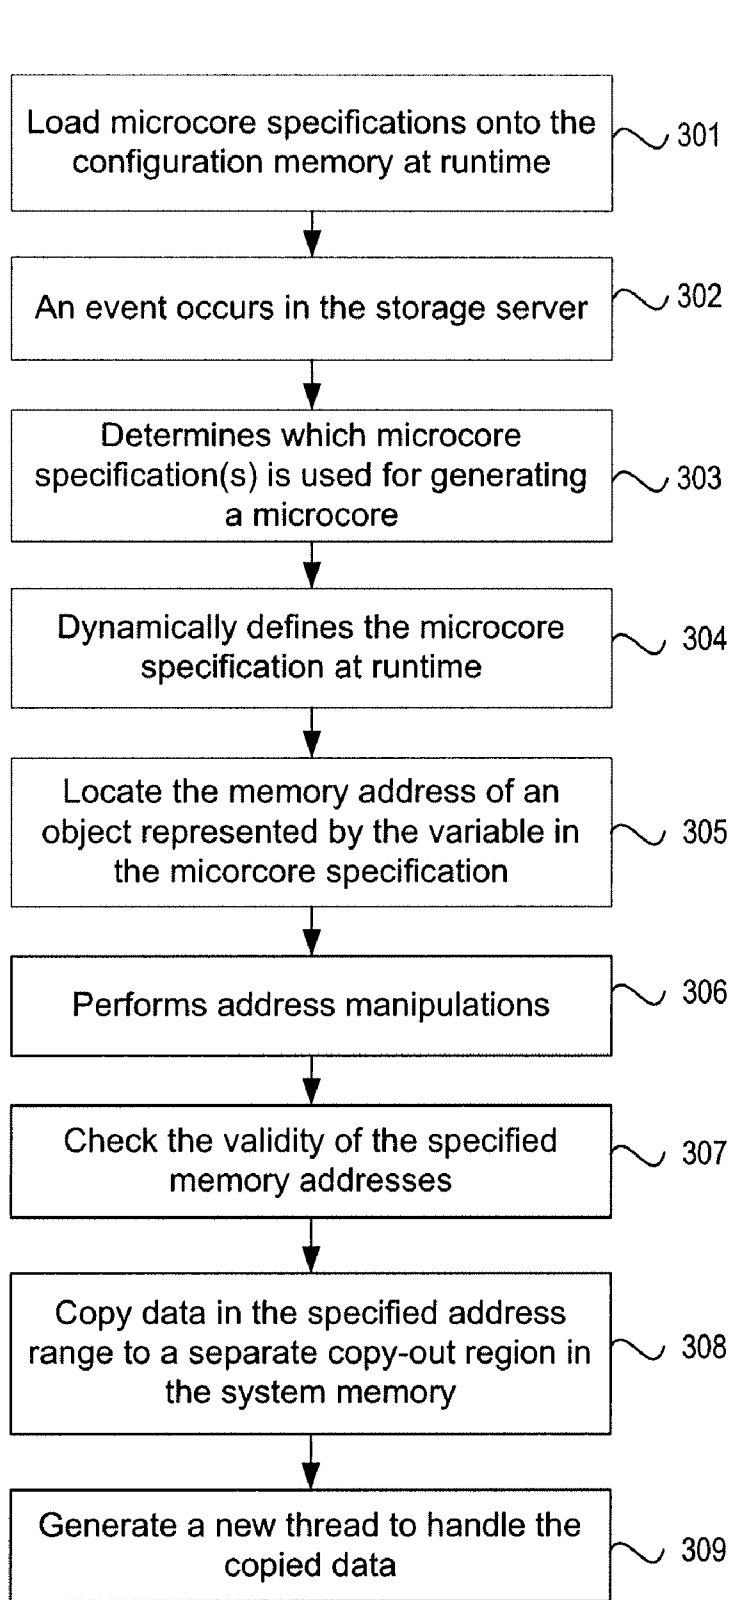 Load microcore specifications onto the
configuration memory at runtime
301
An event occurs in the storage server
302
Determines which microcore
specification(s) is used for generating
a microcore
303
Dynamically defines the microcore
specification at runtime
304
Locate the memory address of an
object represented by the variable in
the micorcore specification
305
Performs address manipulations
306
Check the validity of the specified
memory addresses
307
Copy data in the specified address
range to a separate copy-out region in
the system memory
308
Generate a new thread to handle the
copied data
309